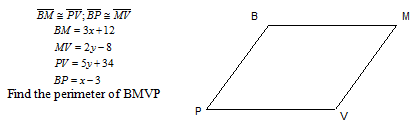 BM ≅ PV; BP ≅ MV
BM = 3x+12
MV = 2y−8
PV = 5y+34
BP = x−3
Find the perimeter of BMVP
B
M
P
V